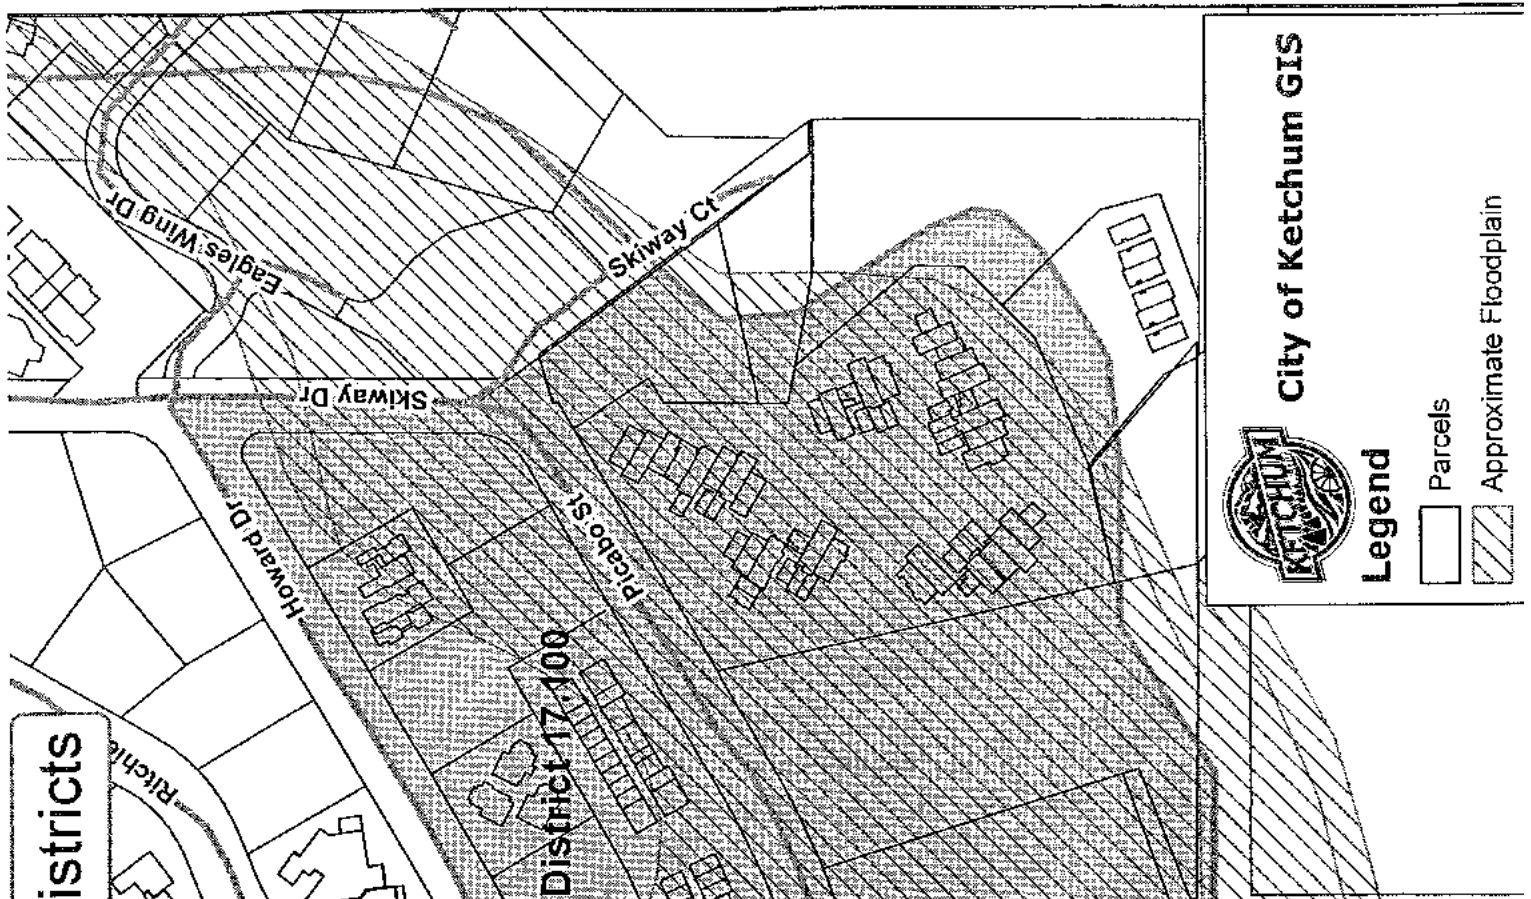 istricts
Ritchi
Howard Dr
Eagles Wing Dr
Skiway Dr
Skiway Ct
Picabo St
District 17-100
KETCHUM
City of Ketchum GIS
Legend
Parcels
Approximate Floodplain